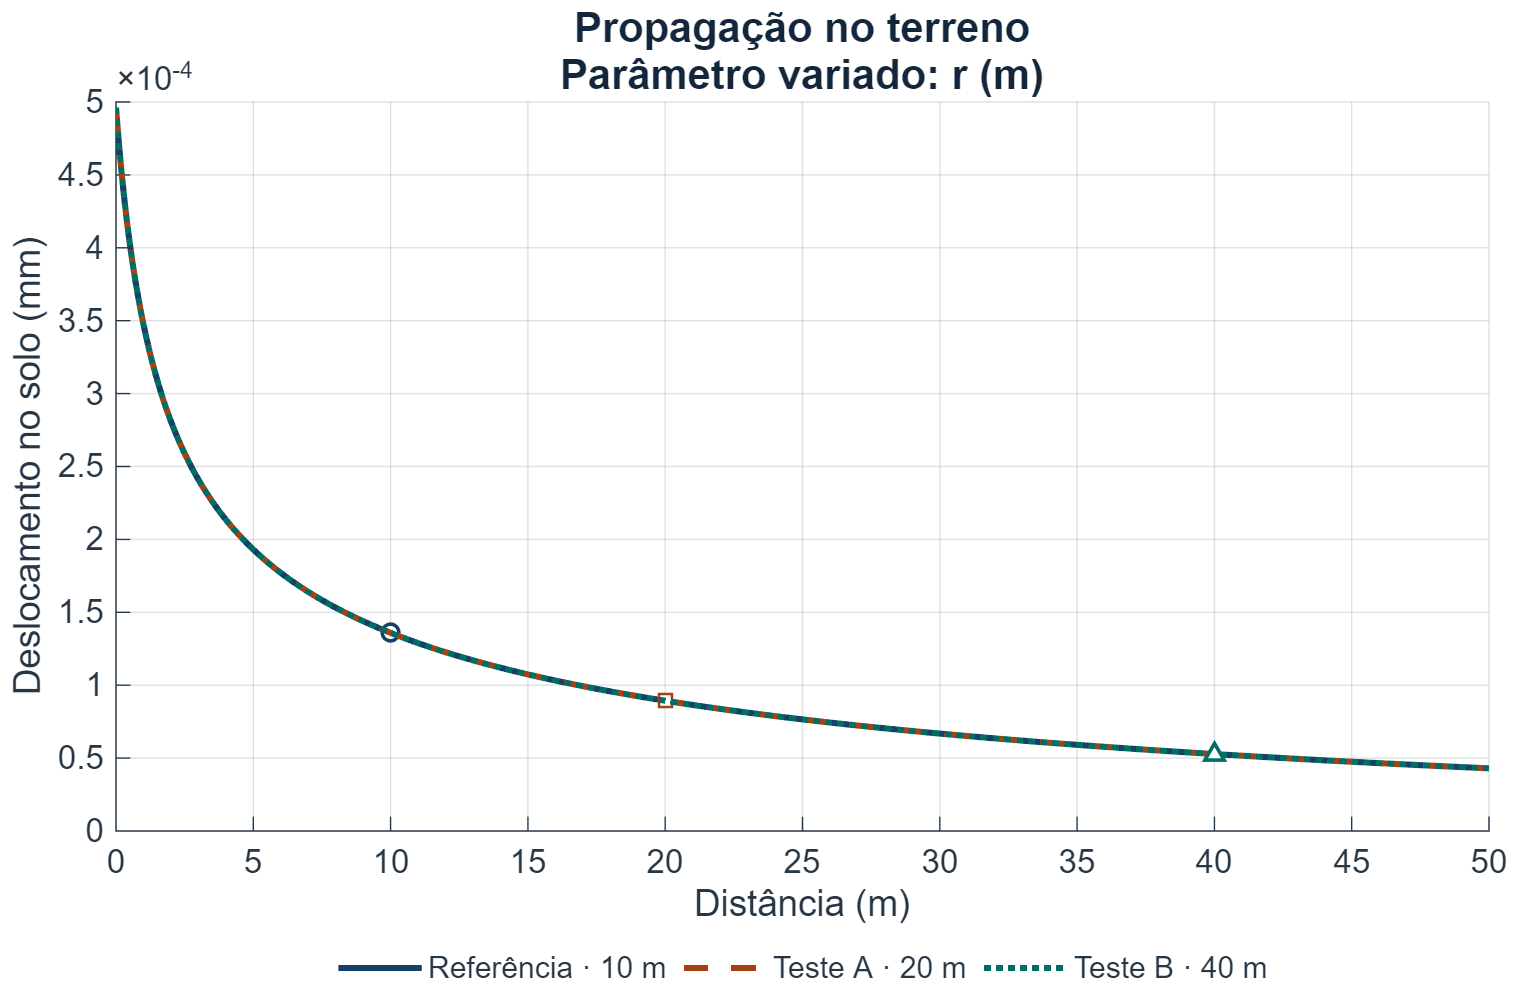 Propagação no terreno
Parâmetro variado: r (m)
×10-4
5
4.5
4
3.5
3
2.5
2
1.5
1
0.5
0
Deslocamento no solo (mm)
0 5 10 15 20 25 30 35 40 45 50
Distância (m)
Referência · 10 m Teste A · 20 m Teste B · 40 m